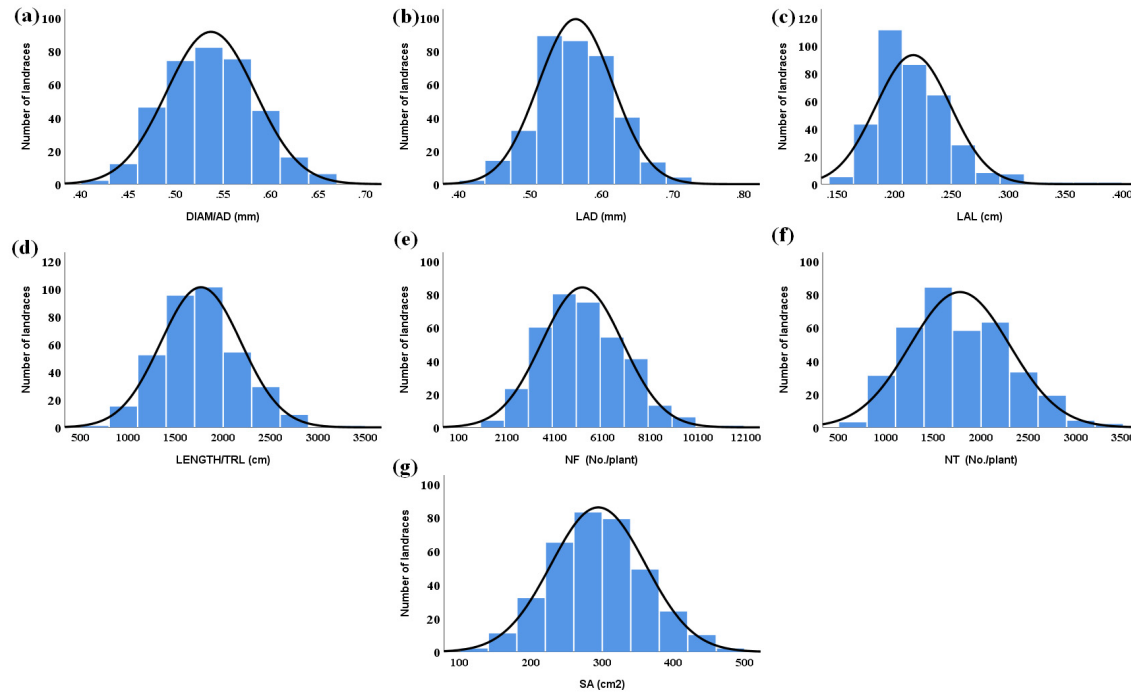 (a)
Number of landraces
100
80
60
40
20
0
.40 .45 .50 .55 .60 .65 .70
DIAM/AD (mm)
(b)
Number of landraces
100
80
60
40
20
0
.40 .50 .60 .70 .80
LAD (mm)
(c)
Number of landraces
120
100
80
60
40
20
0
.150 .200 .250 .300 .350 .400
LAL (cm)
(d)
Number of landraces
120
100
80
60
40
20
0
500 1000 1500 2000 2500 3000 3500
LENGTH/TRL (cm)
(e)
Number of landraces
100
80
60
40
20
0
100 2100 4100 6100 8100 10100 12100
NF (No./plant)
(f)
Number of landraces
100
80
60
40
20
0
500 1000 1500 2000 2500 3000 3500
NT (No./plant)
(g)
Number of landraces
100
80
60
40
20
0
100 200 300 400 500
SA (cm2)